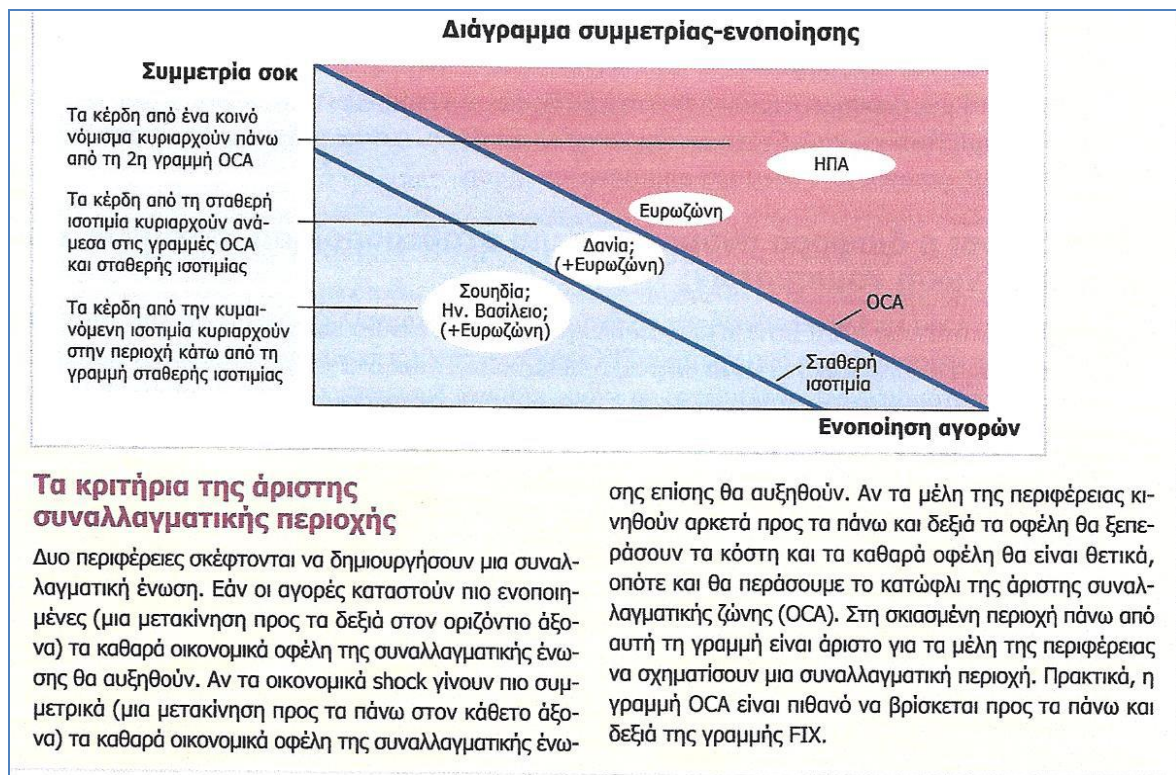 Διάγραμμα συμμετρίας-ενοποίησης
Συμμετρία σοκ
Τα κέρδη από ένα κοινό
νόμισμα κυριαρχούν πάνω
από τη 2η γραμμή OCA
Τα κέρδη από τη σταθερή
ισοτιμία κυριαρχούν ανά-
μεσα στις γραμμές OCA
και σταθερής ισοτιμίας
Τα κέρδη από την κυμαι-
νόμενη ισοτιμία κυριαρχούν
στην περιοχή κάτω από τη
γραμμή σταθερής ισοτιμίας
ΗΠΑ
Ευρωζώνη
Δανία;
(+Ευρωζώνη)
Σουηδία;
Ην. Βασίλειο;
(+Ευρωζώνη)
OCA
Σταθερή
ισοτιμία
Ενοποίηση αγορών
Τα κριτήρια της άριστης
συναλλαγματικής περιοχής
Δυο περιφέρειες σκέφτονται να δημιουργήσουν μια συναλ-
λαγματική ένωση. Εάν οι αγορές καταστούν πιο ενοποιη-
μένες (μια μετακίνηση προς τα δεξιά στον οριζόντιο άξο-
να) τα καθαρά οικονομικά οφέλη της συναλλαγματικής ένω-
σης θα αυξηθούν. Αν τα οικονομικά shock γίνουν πιο συμ-
μετρικά (μια μετακίνηση προς τα πάνω στον κάθετο άξο-
να) τα καθαρά οικονομικά οφέλη της συναλλαγματικής ένω-
σης επίσης θα αυξηθούν. Αν τα μέλη της περιφέρειας κι-
νηθούν αρκετά προς τα πάνω και δεξιά τα οφέλη θα ξεπε-
ράσουν τα κόστη και τα καθαρά οφέλη θα είναι θετικά,
οπότε και θα περάσουμε το κατώφλι της άριστης συναλ-
λαγματικής ζώνης (OCA). Στη σκιασμένη περιοχή πάνω από
αυτή τη γραμμή είναι άριστο για τα μέλη της περιφέρειας
να σχηματίσουν μια συναλλαγματική περιοχή. Πρακτικά, η
γραμμή OCA είναι πιθανό να βρίσκεται προς τα πάνω και
δεξιά της γραμμής FIX.